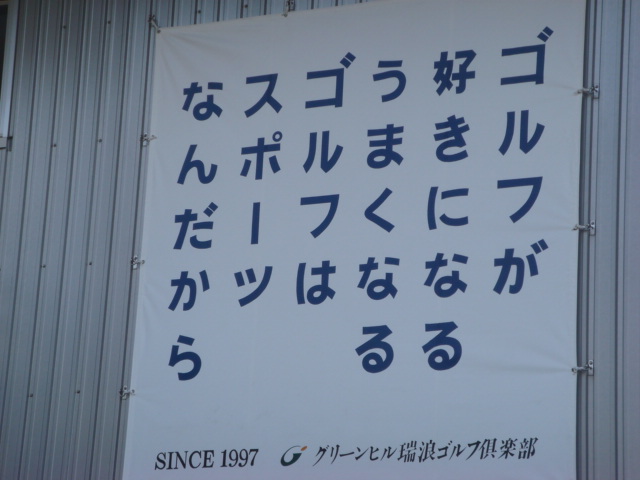 ゴルフが
好きになる
うまくなる
ゴルフは
スポーツ
なんだから
SINCE 1997 グリーンヒル瑞浪ゴルフ倶楽部